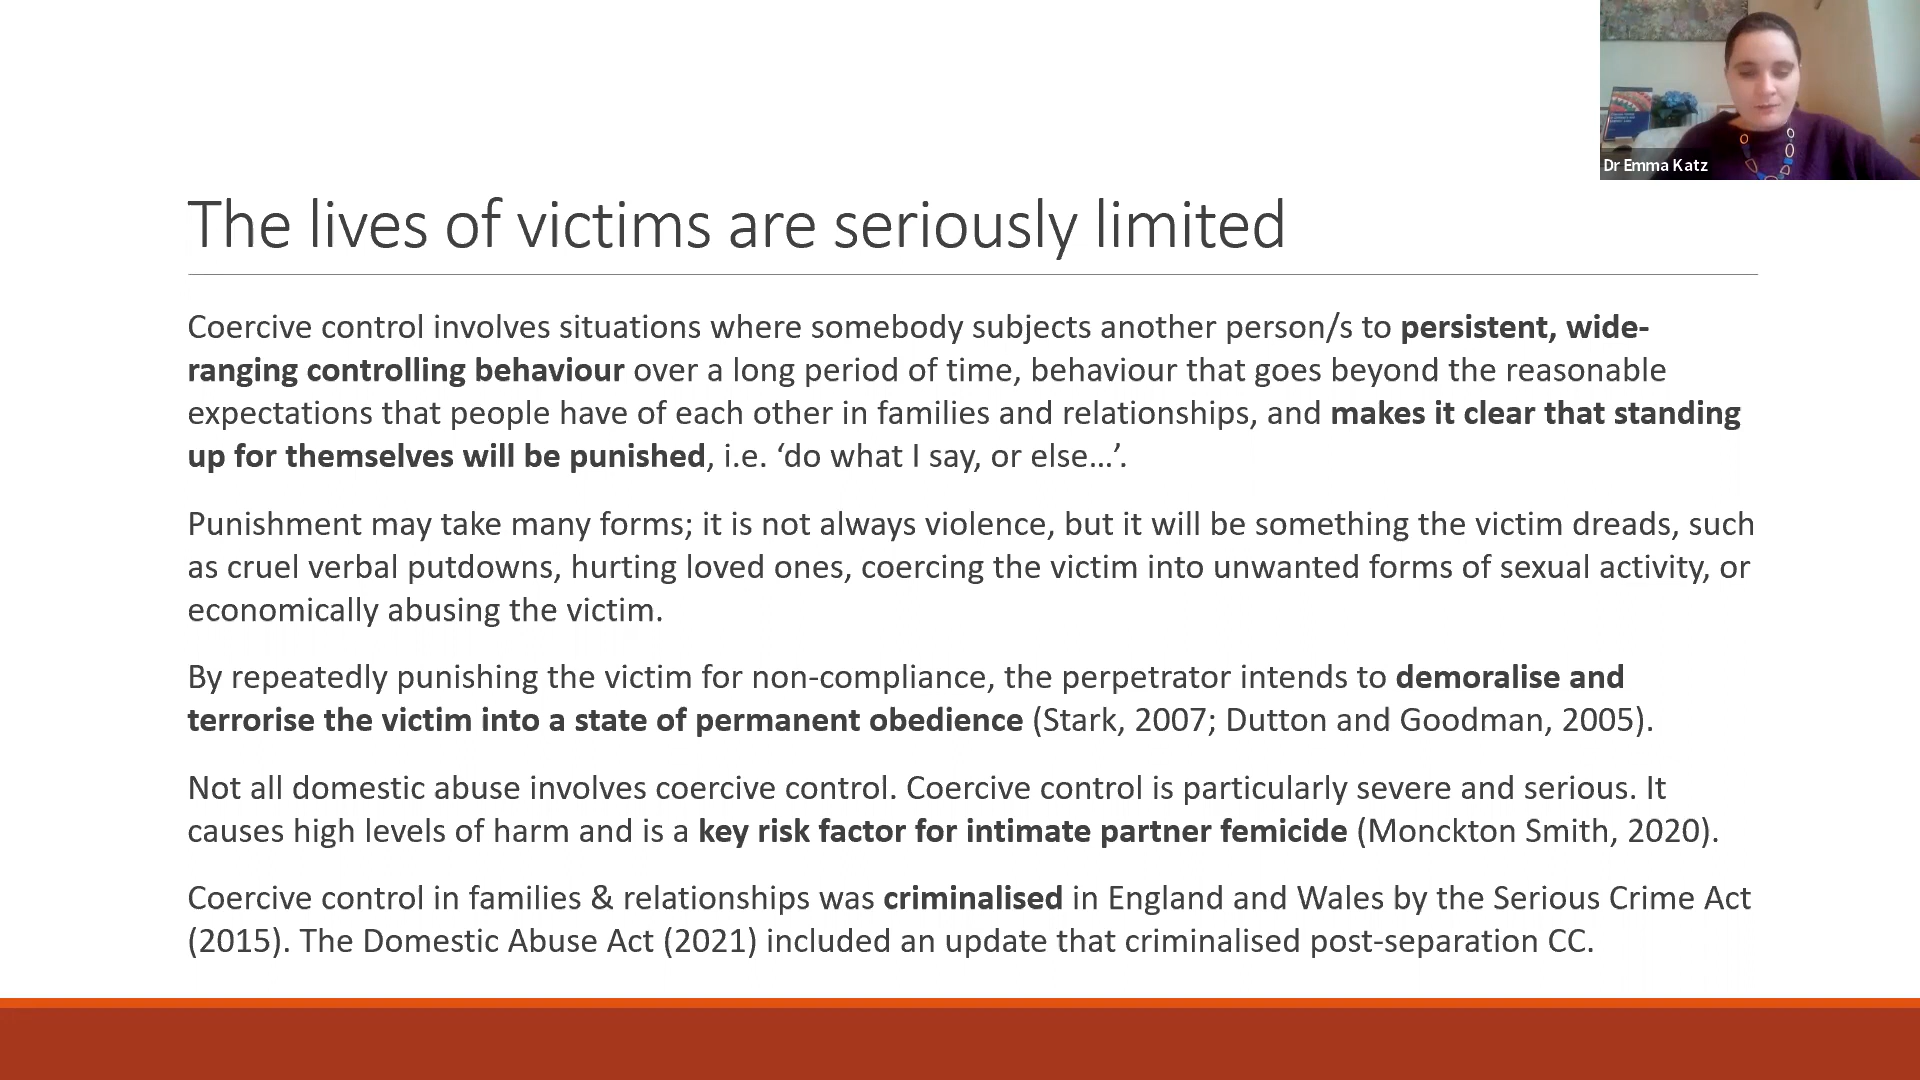 Dr Emma Katz
The lives of victims are seriously limited
Coercive control involves situations where somebody subjects another person/s to persistent, wide-
ranging controlling behaviour over a long period of time, behaviour that goes beyond the reasonable
expectations that people have of each other in families and relationships, and makes it clear that standing
up for themselves will be punished, i.e. ‘do what I say, or else…’.
Punishment may take many forms; it is not always violence, but it will be something the victim dreads, such
as cruel verbal putdowns, hurting loved ones, coercing the victim into unwanted forms of sexual activity, or
economically abusing the victim.
By repeatedly punishing the victim for non-compliance, the perpetrator intends to demoralise and
terrorise the victim into a state of permanent obedience (Stark, 2007; Dutton and Goodman, 2005).
Not all domestic abuse involves coercive control. Coercive control is particularly severe and serious. It
causes high levels of harm and is a key risk factor for intimate partner femicide (Monckton Smith, 2020).
Coercive control in families & relationships was criminalised in England and Wales by the Serious Crime Act
(2015). The Domestic Abuse Act (2021) included an update that criminalised post-separation CC.